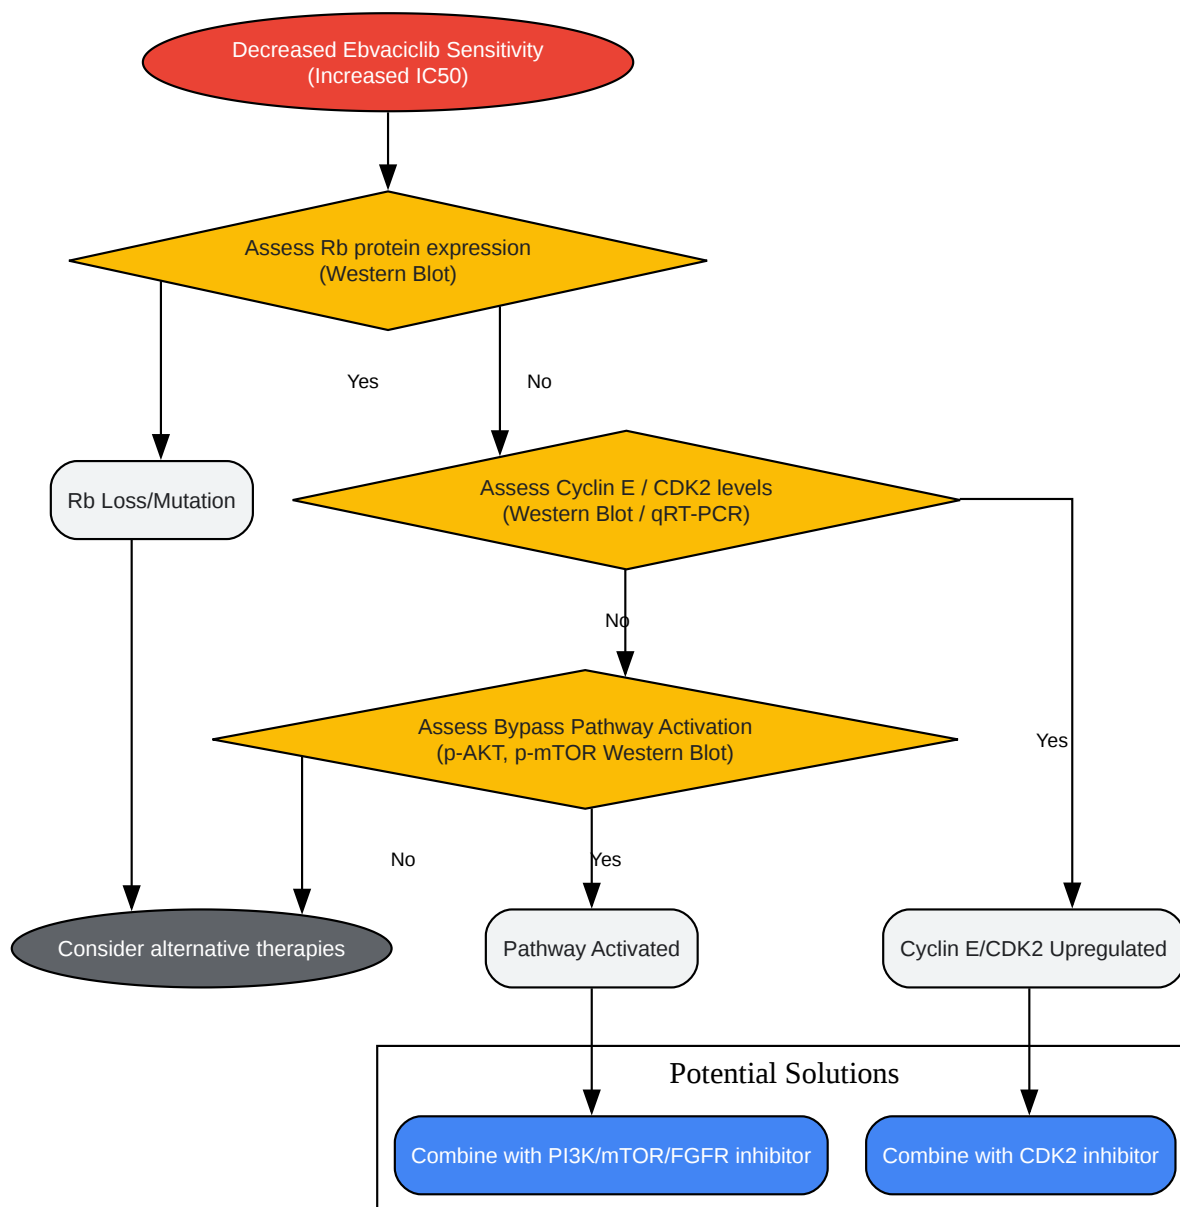 Decreased Ebvaciclib Sensitivity
(Increased IC50)
Assess Rb protein expression
(Western Blot)
Yes
No
Rb Loss/Mutation
Assess Cyclin E / CDK2 levels
(Western Blot / qRT-PCR)
No
Assess Bypass Pathway Activation
(p-AKT, p-mTOR Western Blot)
Yes
No
Yes
Consider alternative therapies
Pathway Activated
Cyclin E/CDK2 Upregulated
Potential Solutions
Combine with PI3K/mTOR/FGFR inhibitor
Combine with CDK2 inhibitor